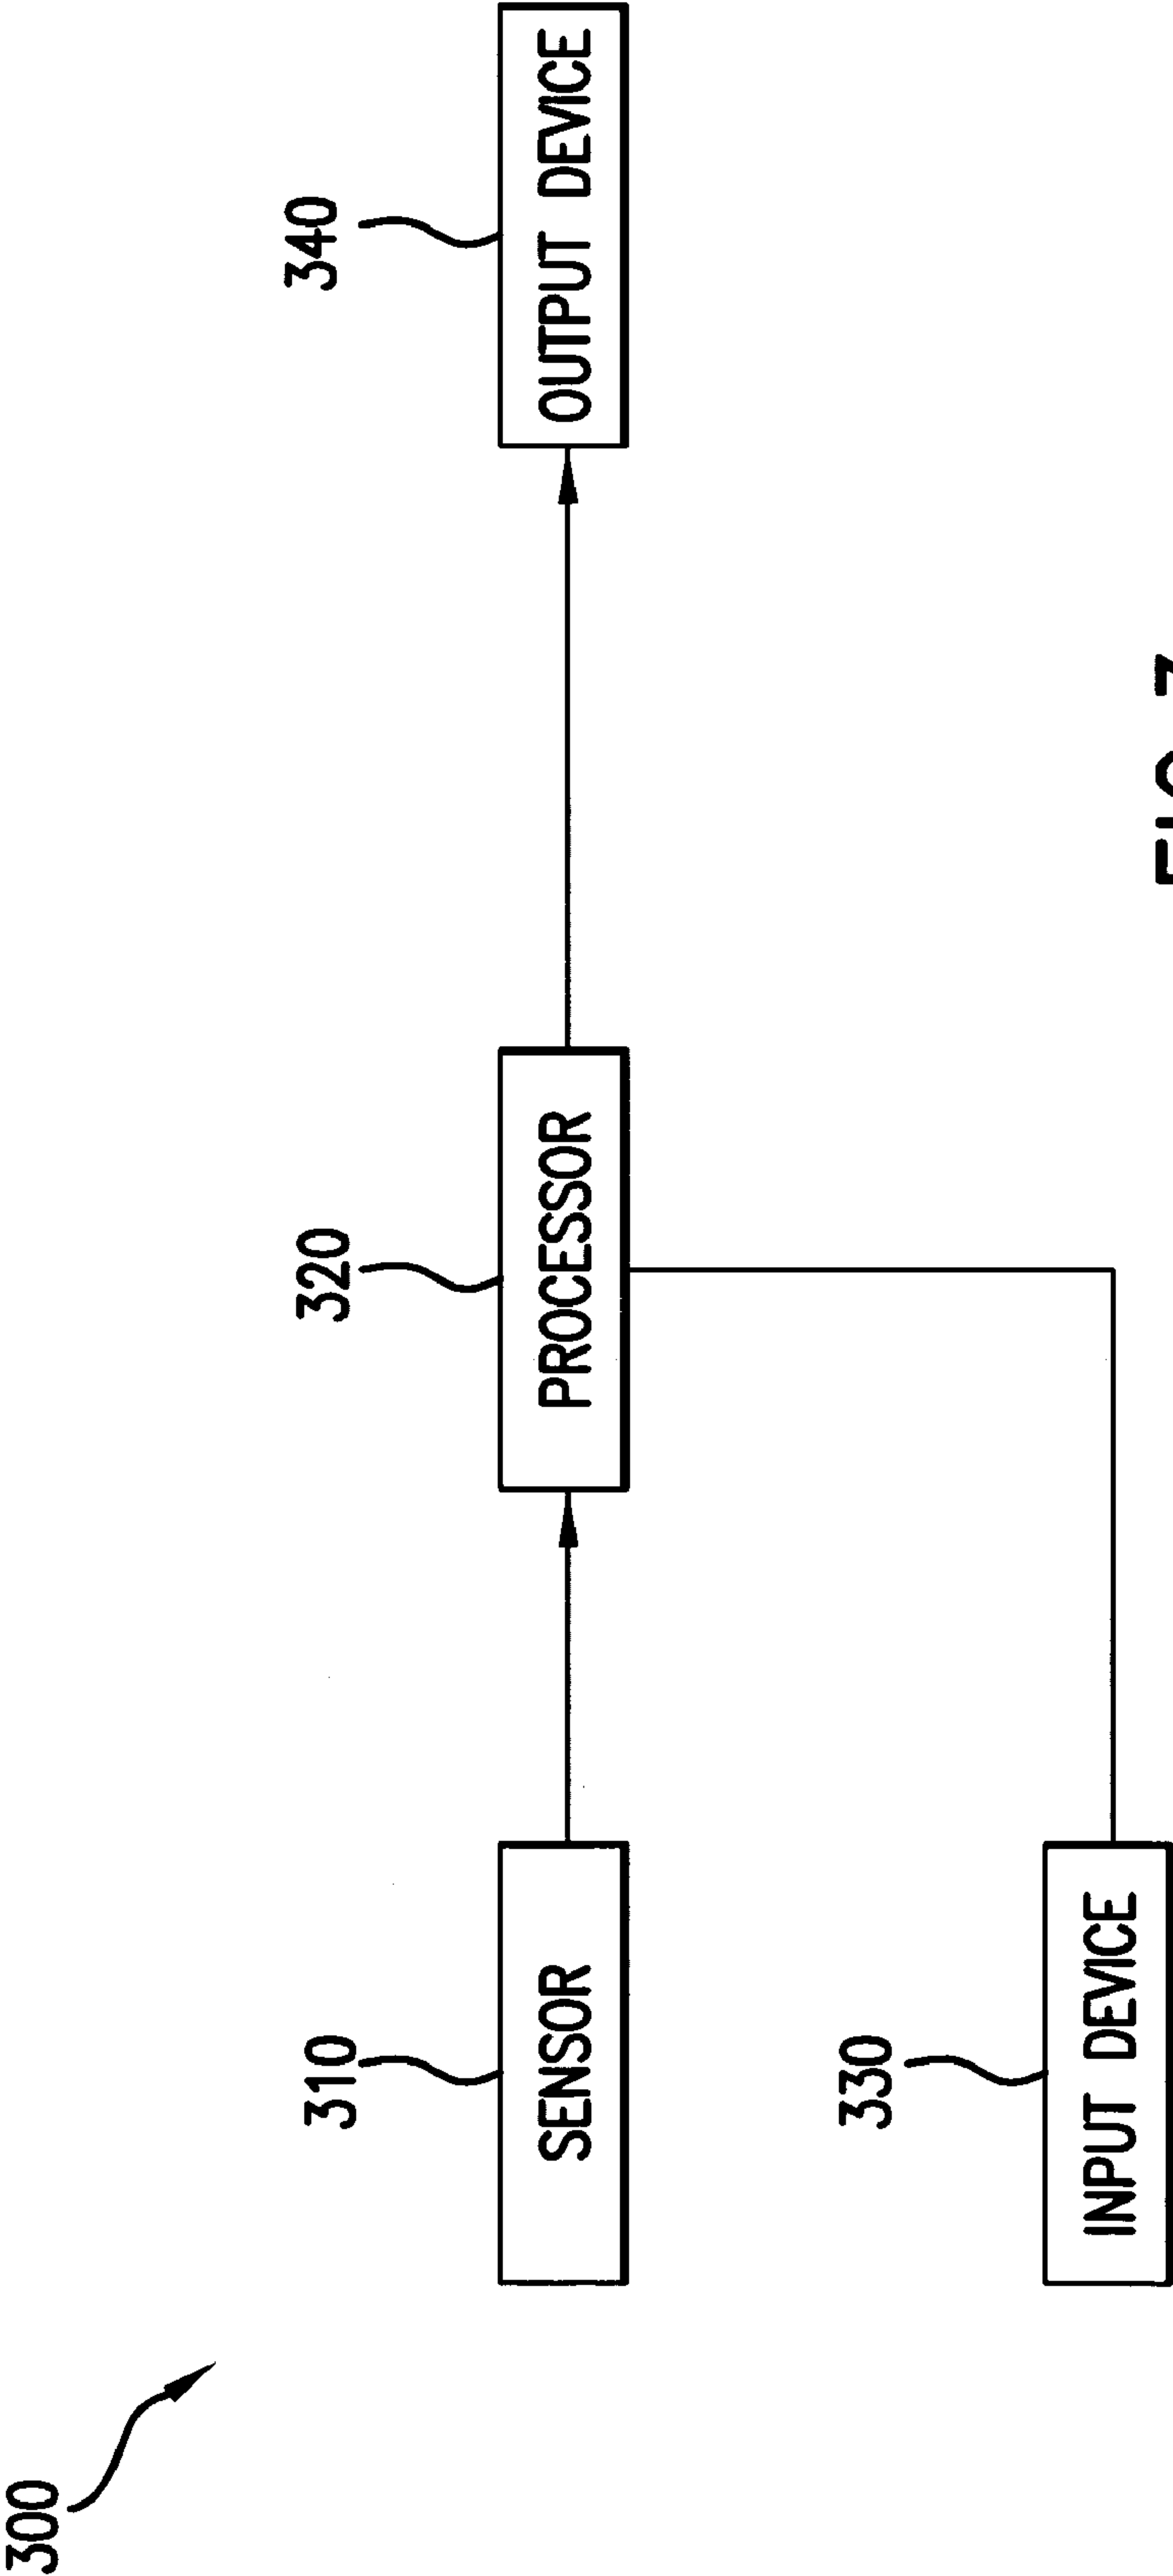 300
310
SENSOR
320
PROCESSOR
340
OUTPUT DEVICE
330
INPUT DEVICE